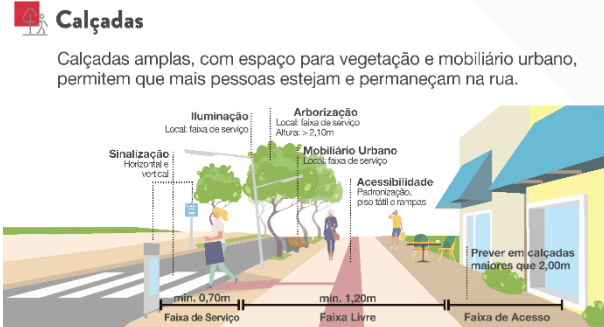 Calçadas
Calçadas amplas, com espaço para vegetação e mobiliário urbano,
permitem que mais pessoas estejam e permaneçam na rua.
Iluminação
Local: faixa de serviço
Arborização
Local: faixa de serviço
Altura: > 2,10m
Sinalização
Horizontal e
vertical
Mobiliário Urbano
Local: faixa de serviço
Acessibilidade
Padronização,
piso tátil e rampas
Prever em calçadas
maiores que 2,00m
min. 0,70m
min. 1,20m
Faixa de Serviço
Faixa Livre
Faixa de Acesso